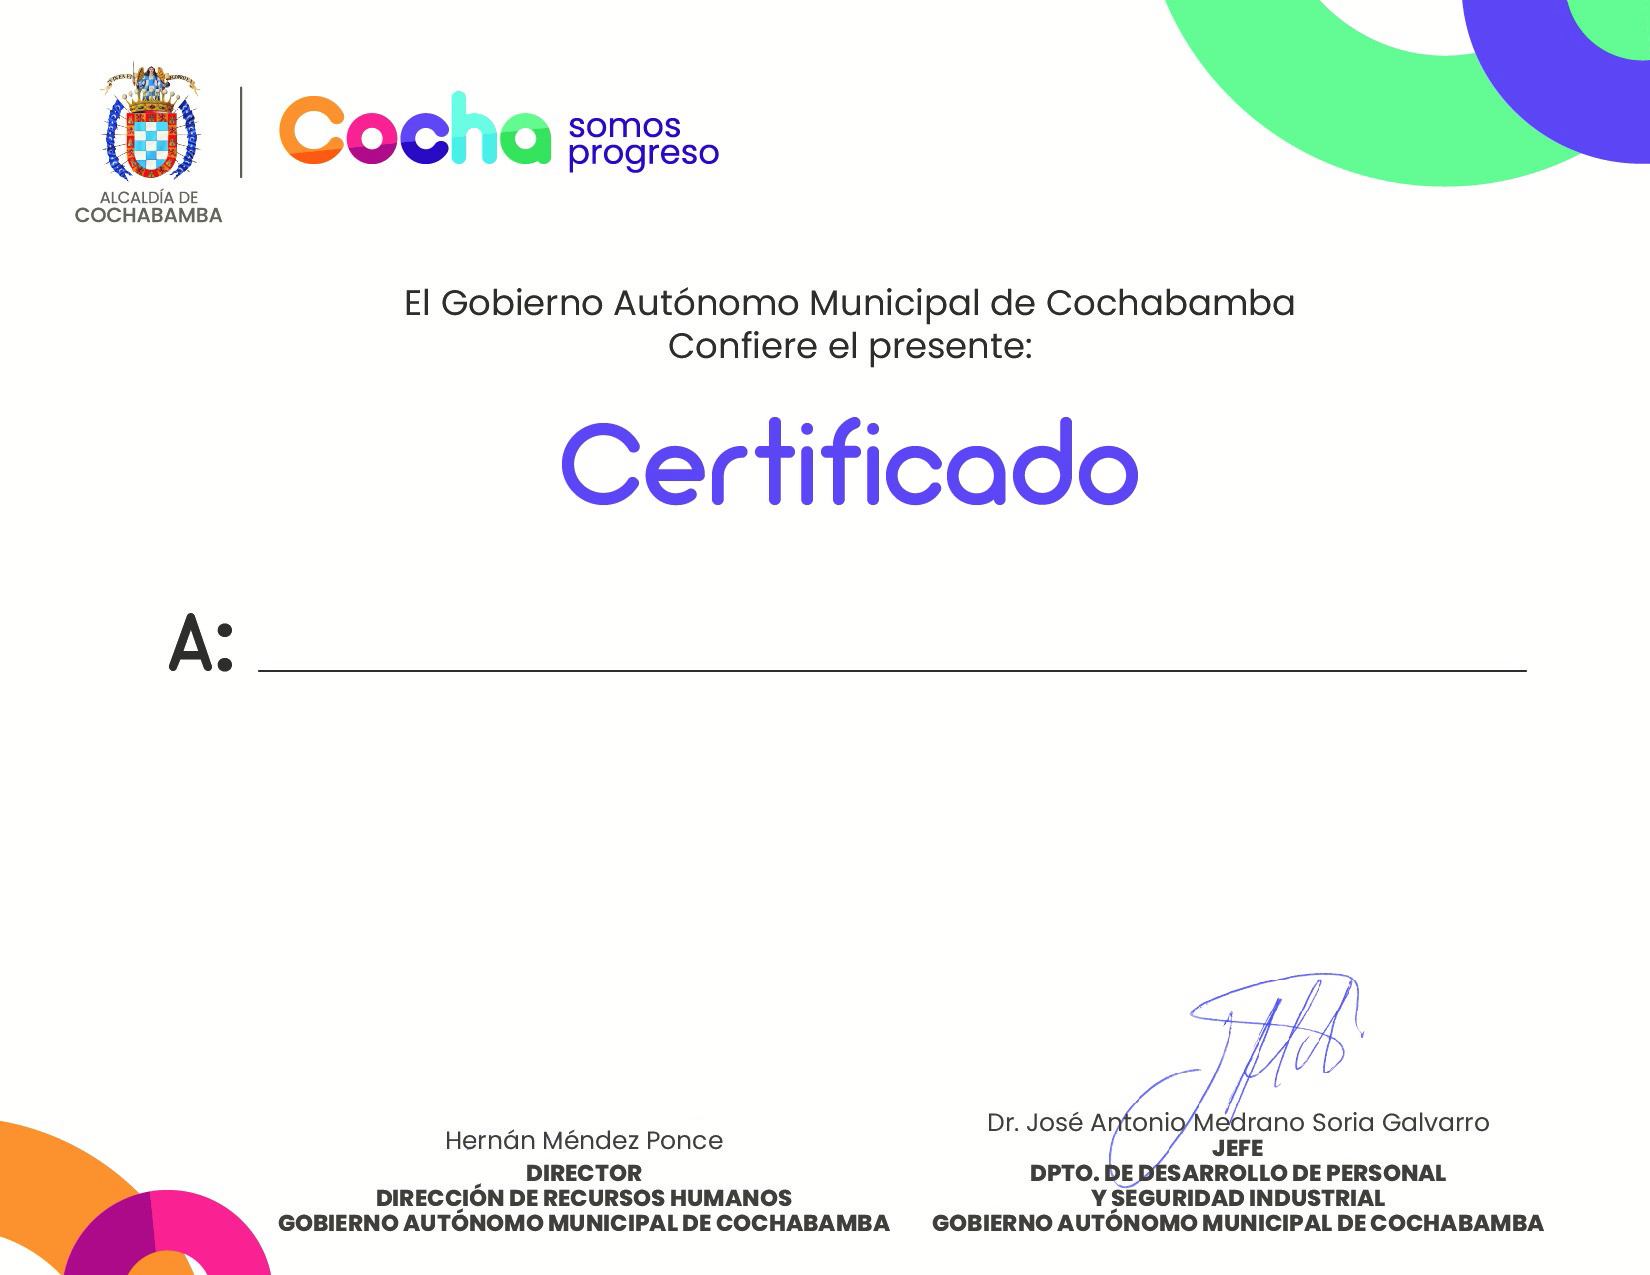 ALCALDÍA DE
COCHABAMBA
Cocha
somos
progreso
El Gobierno Autónomo Municipal de Cochabamba
Confiere el presente:
Certificado
A:
Hernán Méndez Ponce
DIRECTOR
DIRECCIÓN DE RECURSOS HUMANOS
GOBIERNO AUTÓNOMO MUNICIPAL DE COCHABAMBA
Dr. José Antonio Medrano Soria Galvarro
JEFE
DPTO. DE DESARROLLO DE PERSONAL
Y SEGURIDAD INDUSTRIAL
GOBIERNO AUTÓNOMO MUNICIPAL DE COCHABAMBA